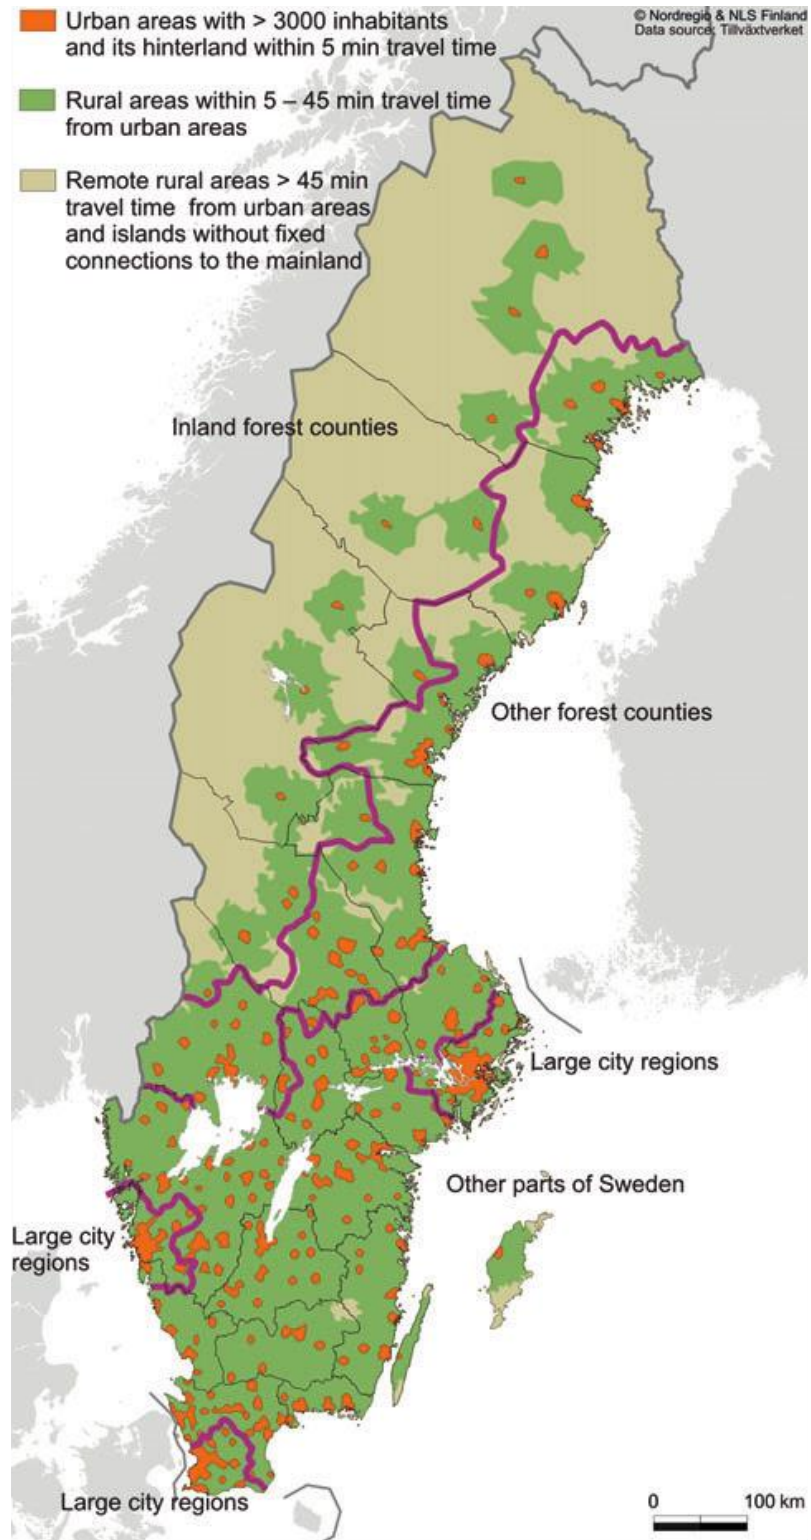 Urban areas with > 3000 inhabitants
and its hinterland within 5 min travel time
© Nordregio & NLS Finland
Data source: Tillväxtverket
Rural areas within 5 – 45 min travel time
from urban areas
Remote rural areas > 45 min
travel time from urban areas
and islands without fixed
connections to the mainland
Inland forest counties
Other forest counties
Large city regions
Other parts of Sweden
Large city
regions
Large city regions
0 100 km